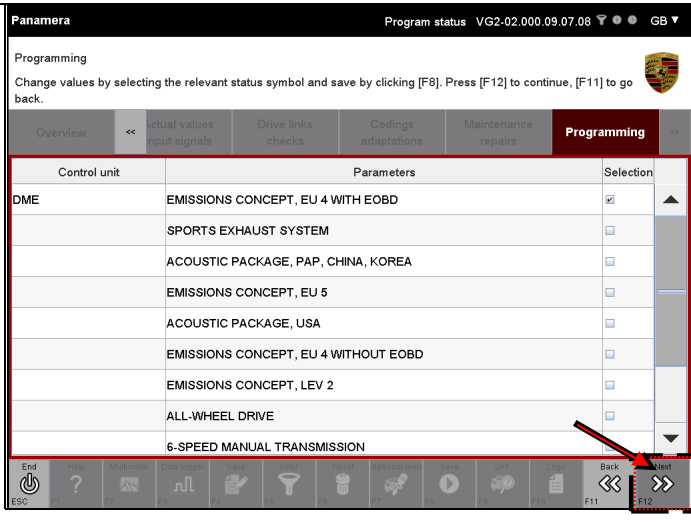 Panamera Program status VG2-02.000.09.07.08 GB
Programming
Change values by selecting the relevant status symbol and save by clicking [F8]. Press [F12] to continue, [F11] to go
back.
Overview << Actual values Drive links Codings Maintenance Programming >>
input signals checks adaptations repairs
Control unit Parameters Selection
DME EMISSIONS CONCEPT, EU 4 WITH EOBD
SPORTS EXHAUST SYSTEM
ACOUSTIC PACKAGE, PAP, CHINA, KOREA
EMISSIONS CONCEPT, EU 5
ACOUSTIC PACKAGE, USA
EMISSIONS CONCEPT, EU 4 WITHOUT EOBD
EMISSIONS CONCEPT, LEV 2
ALL-WHEEL DRIVE
6-SPEED MANUAL TRANSMISSION
End Help Multimeter Data logger Save Filter Reset Save OFF Logs Back Next
ESC F1 F2 F3 F4 F5 F6 F7 F8 F9 F10 F11 F12